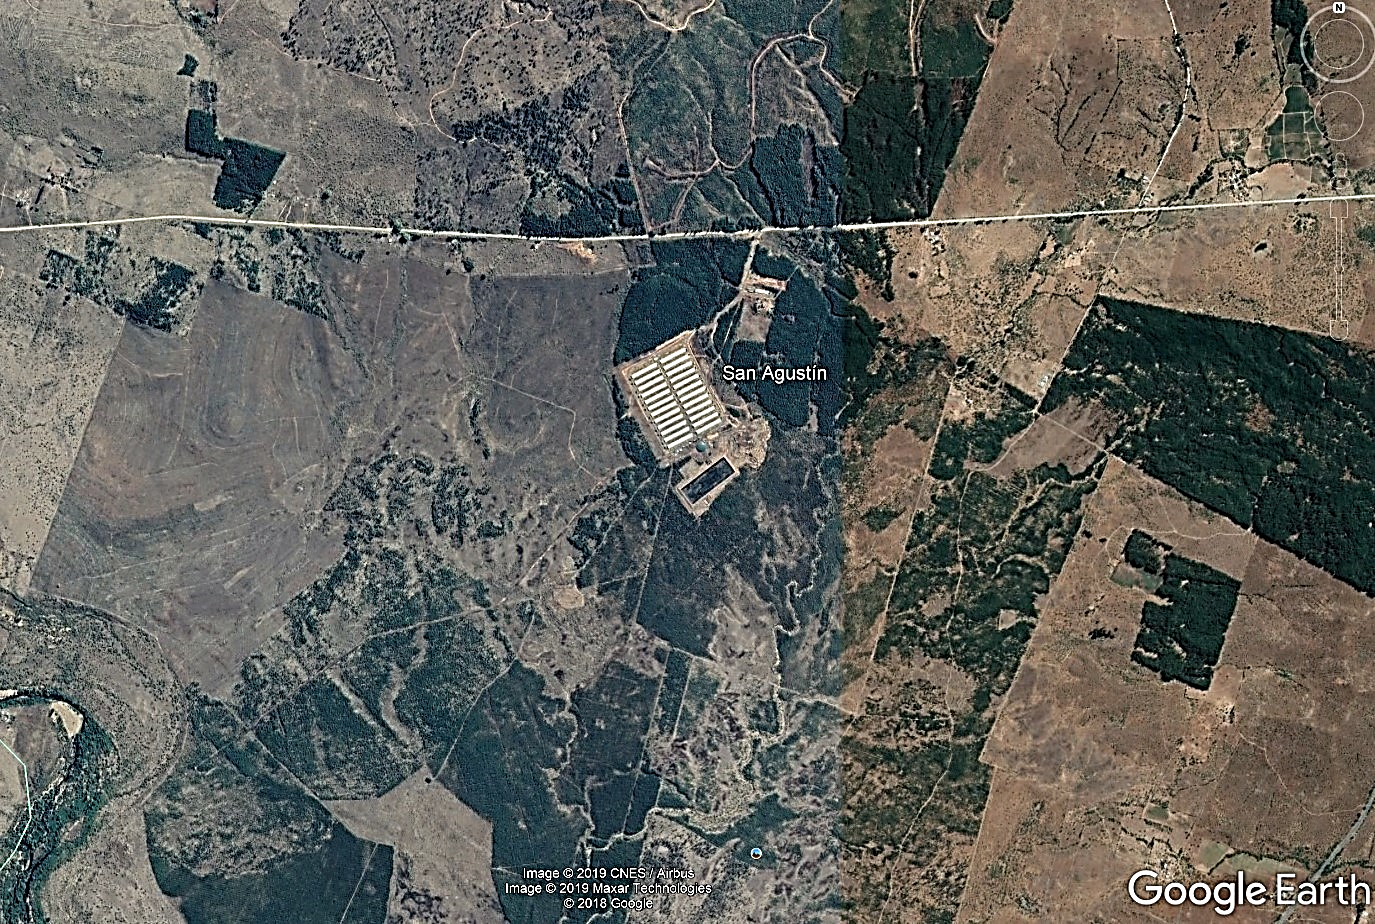 N
San Agustín
Image © 2019 CNES / Airbus
Image © 2019 Maxar Technologies
© 2018 Google
Google Earth